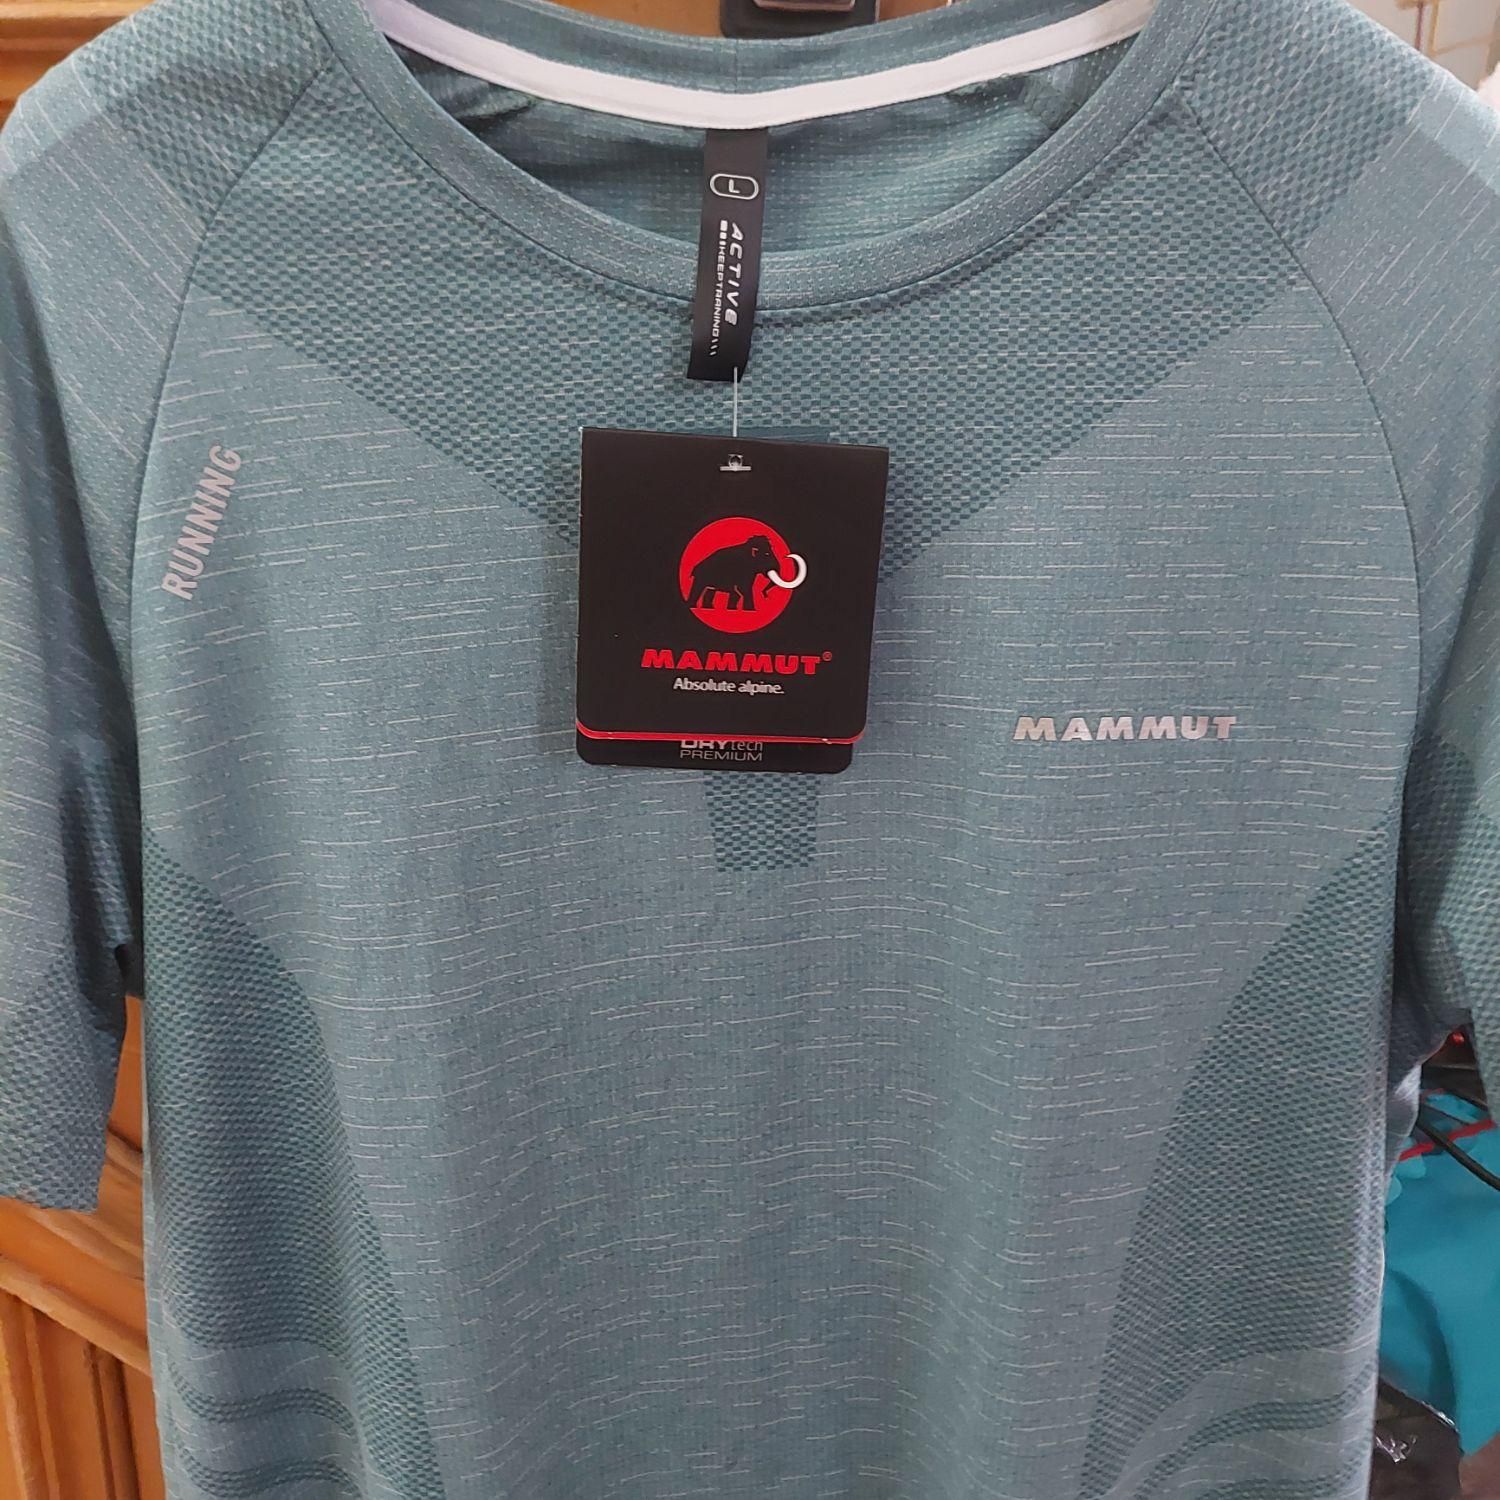 L
ACTIVE
KEEPTRAINING\\\
RUNNING
MAMMUT®
Absolute alpine.
MAMMUT
DRYtech
PREMIUM